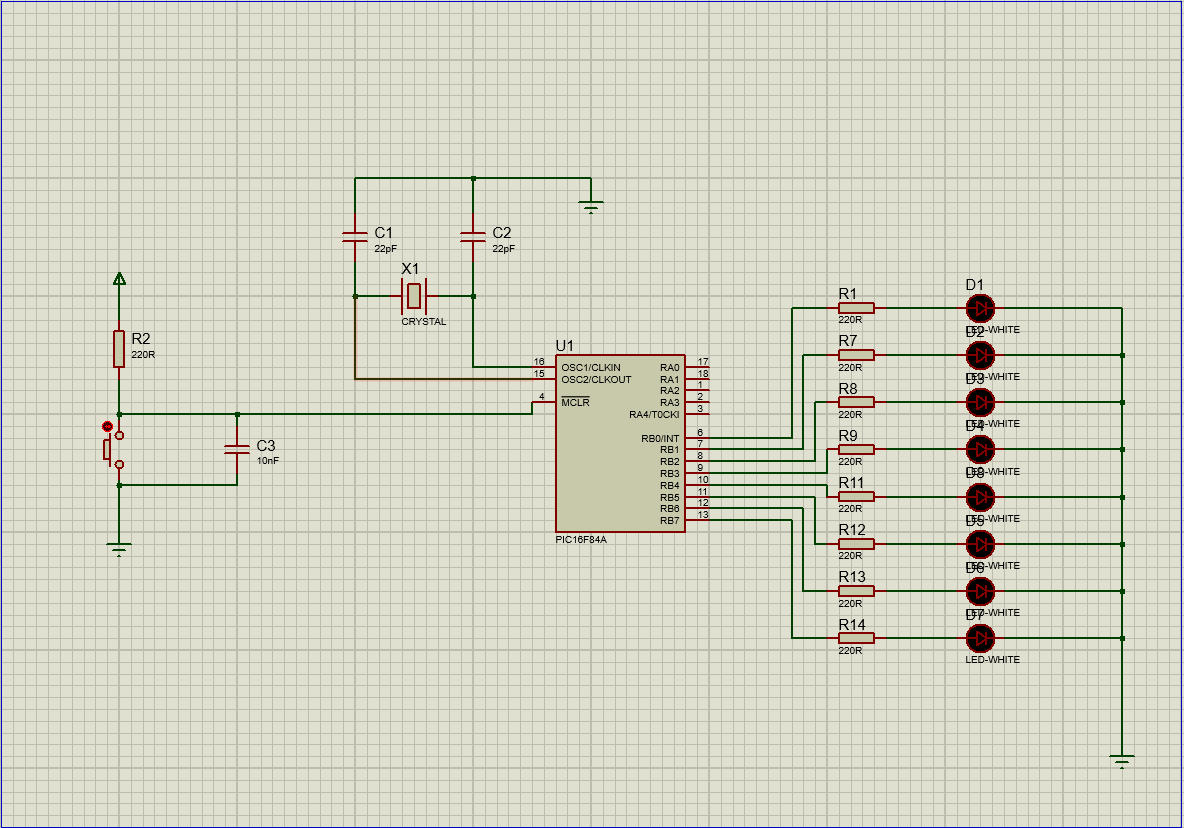 C1
22pF
C2
22pF
X1
CRYSTAL
R2
220R
C3
10nF
U1
16
15
4
OSC1/CLKIN
OSC2/CLKOUT
MCLR
RA0
RA1
RA2
RA3
RA4/T0CKI
RB0/INT
RB1
RB2
RB3
RB4
RB5
RB6
RB7
17
18
1
2
3
6
7
8
9
10
11
12
13
PIC16F84A
R1
220R
D1
LED-WHITE
R7
220R
D2
LED-WHITE
R8
220R
D3
LED-WHITE
R9
220R
D4
LED-WHITE
R11
220R
D8
LED-WHITE
R12
220R
D5
LED-WHITE
R13
220R
D6
LED-WHITE
R14
220R
D7
LED-WHITE